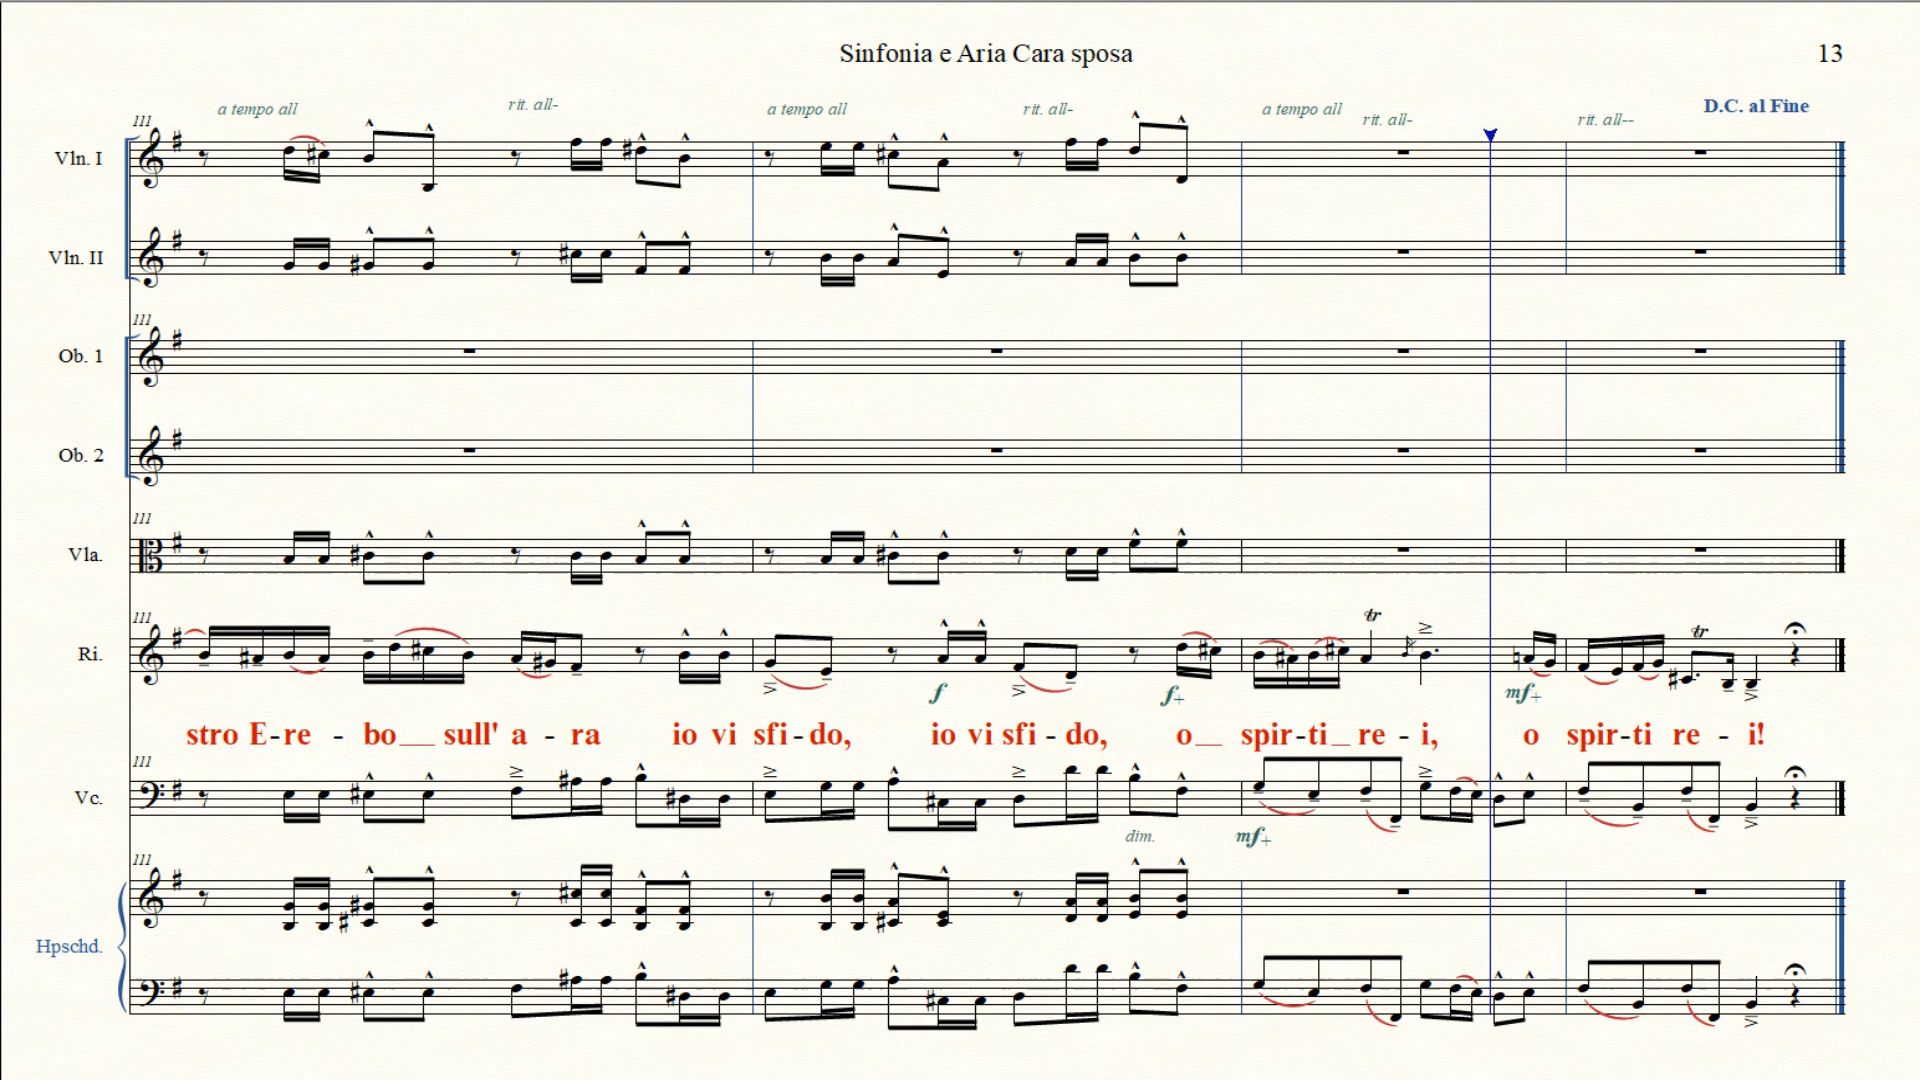 Sinfonia e Aria Cara sposa
13
a tempo all rit. all- a tempo all rit. all- a tempo all rit. all- rit. all-- D.C. al Fine
111
Vln. I
Vln. II
111
Ob. 1
Ob. 2
111
Vla.
111
tr tr
Ri.
f f+ mf+
stro E-re - bo__ sull' a - ra io vi sfi-do, io vi sfi - do, o__ spir-ti_ re - i, o spir-ti re - i!
111
Vc.
dim. mf+
111
Hpschd.